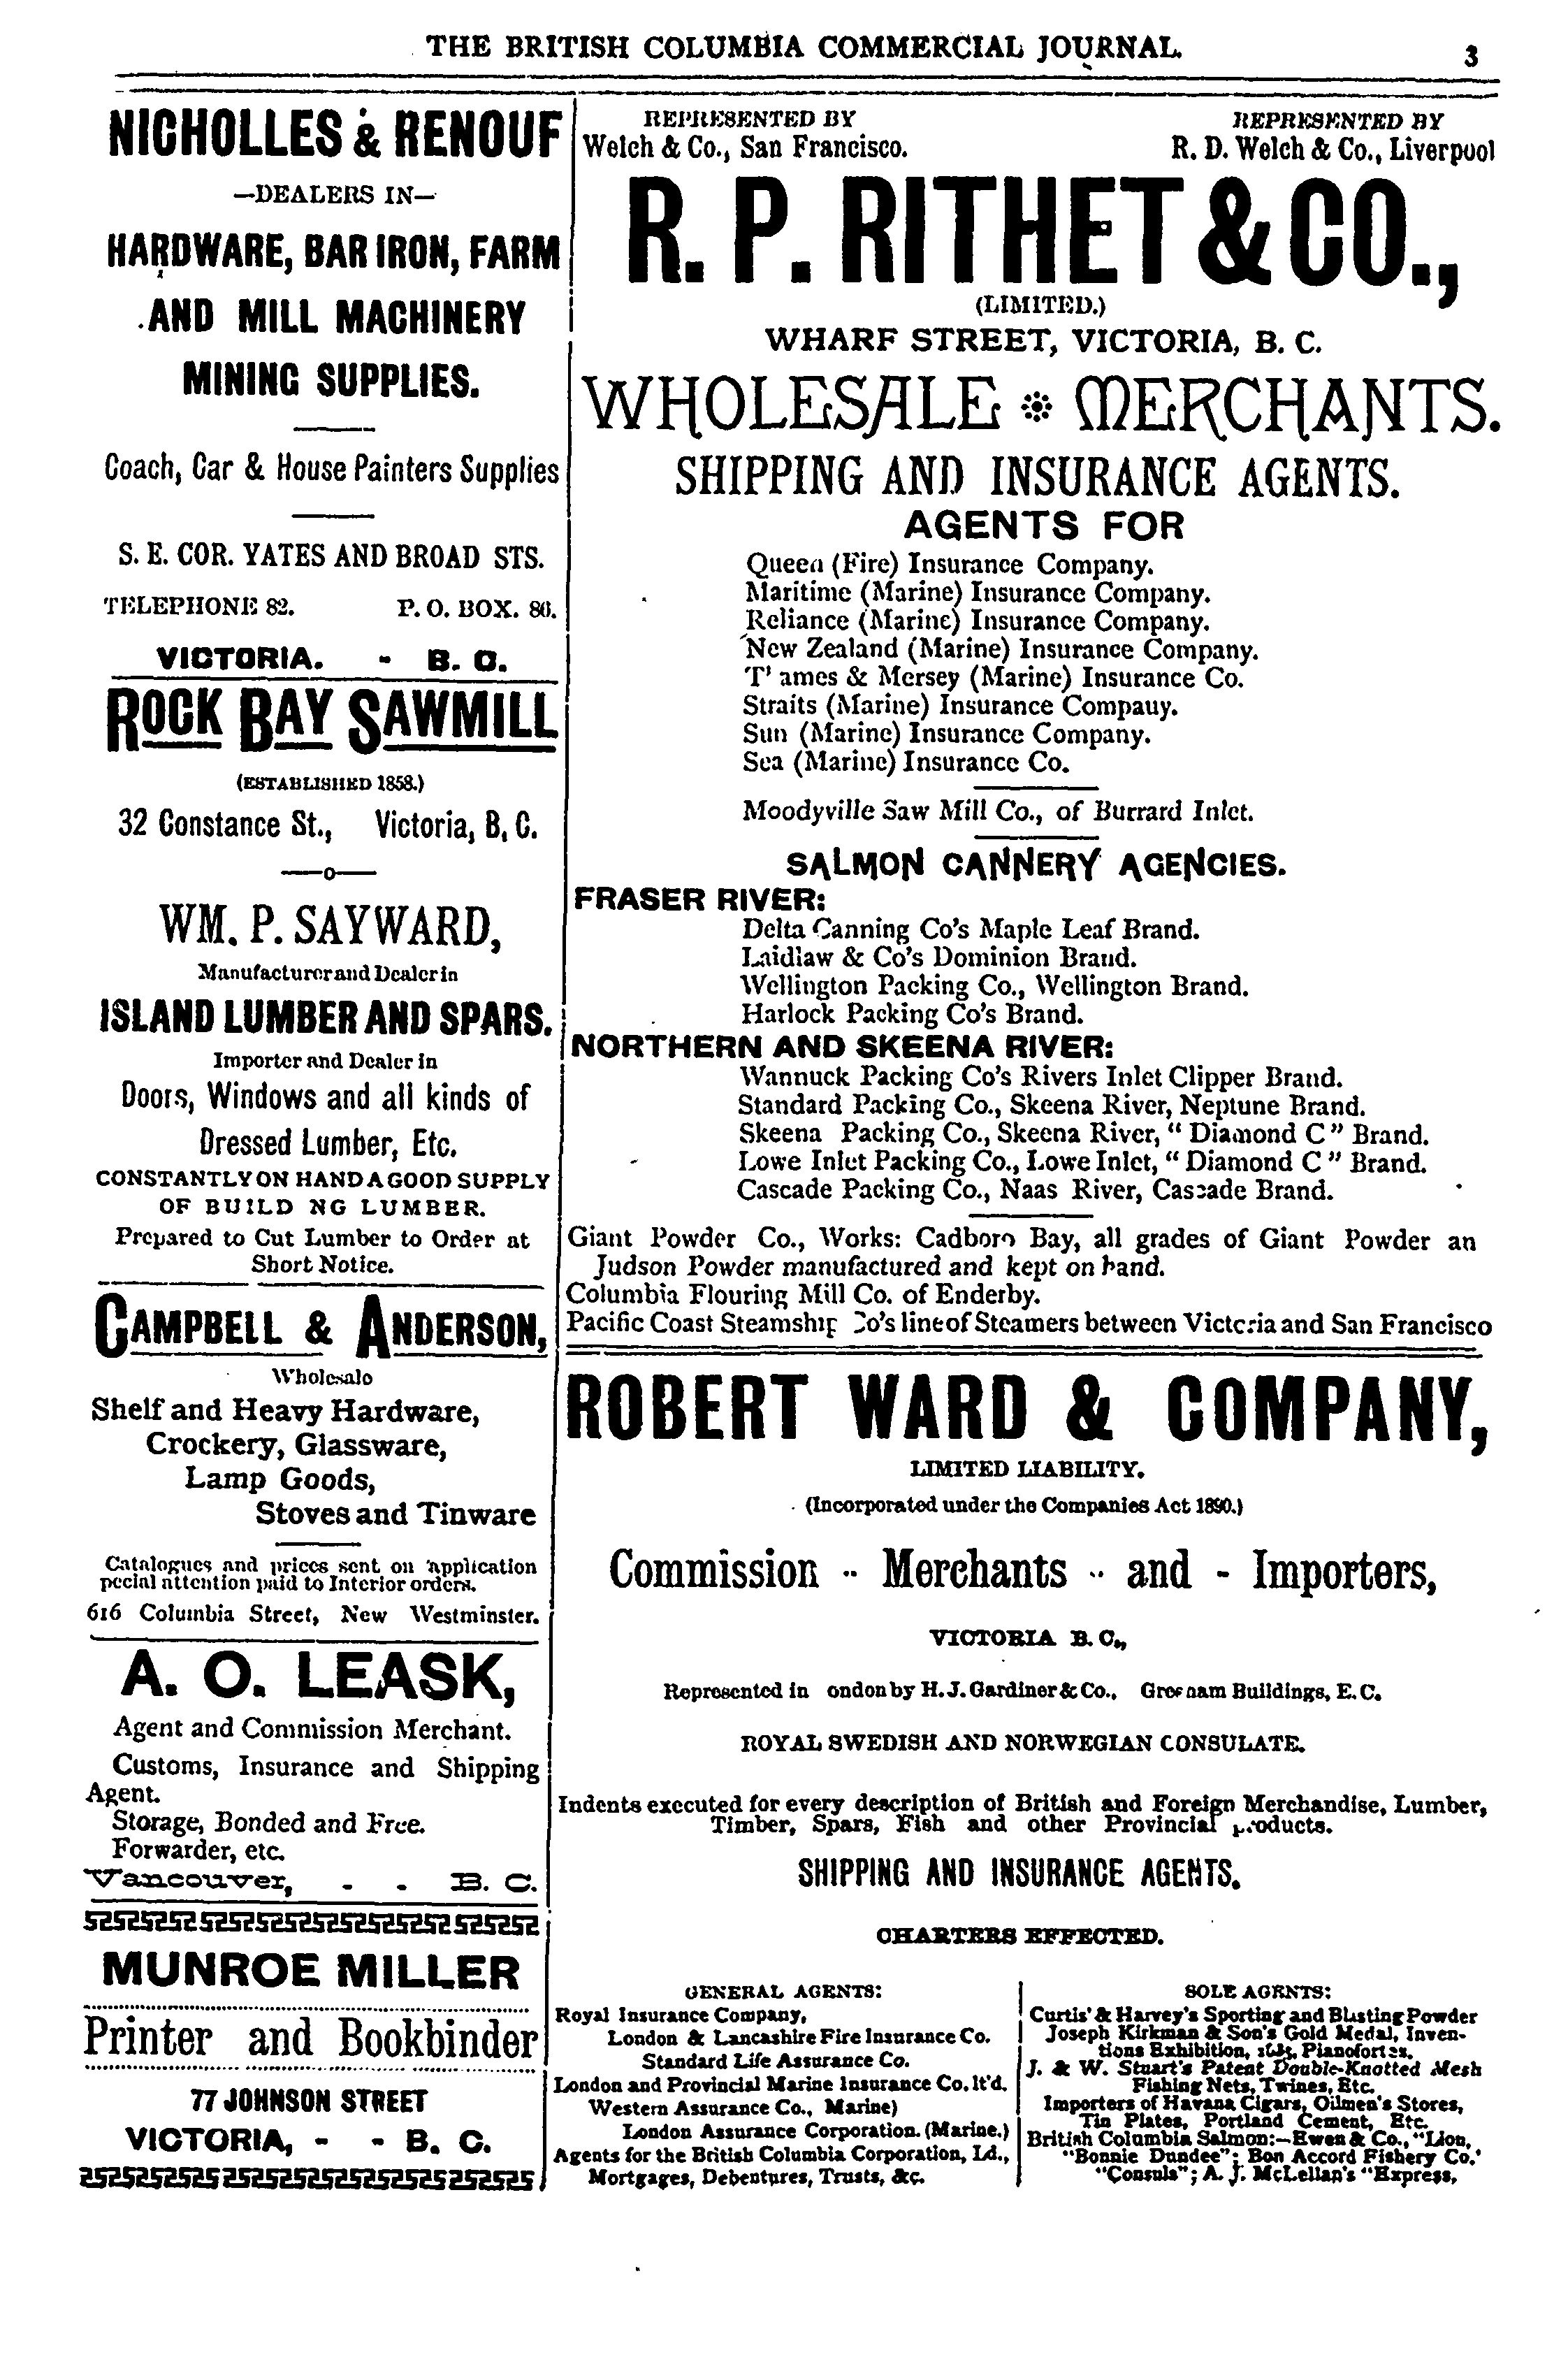 THE BRITISH COLUMBIA COMMERCIAL JOURNAL.
3
NICHOLLES & RENOUF
—DEALERS IN—
HARDWARE, BAR IRON, FARM
AND MILL MACHINERY
MINING SUPPLIES.
Coach, Car & House Painters Supplies
S. E. COR. YATES AND BROAD STS.
TELEPHONE 82. P. O. BOX. 80.
VICTORIA. - B. C.
ROCK BAY SAWMILL
(ESTABLISHED 1858.)
32 Constance St., Victoria, B, C.
—o—
WM. P. SAYWARD,
Manufacturer and Dealer in
ISLAND LUMBER AND SPARS.
Importer and Dealer in
Doors, Windows and all kinds of
Dressed Lumber, Etc.
CONSTANTLY ON HAND A GOOD SUPPLY
OF BUILD NG LUMBER.
Prepared to Cut Lumber to Order at
Short Notice.
CAMPBELL & ANDERSON,
Wholesale
Shelf and Heavy Hardware,
Crockery, Glassware,
Lamp Goods,
Stoves and Tinware
Catalogues and prices sent on application
pecial attention paid to Interior orders.
616 Columbia Street, New Westminster.
A. O. LEASK,
Agent and Commission Merchant.
Customs, Insurance and Shipping
Agent.
Storage, Bonded and Free.
Forwarder, etc.
Vancouver, - - B. C.
MUNROE MILLER
Printer and Bookbinder
77 JOHNSON STREET
VICTORIA, - - B. C.
REPRESENTED BY
Welch & Co., San Francisco.
REPRESENTED BY
R. D. Welch & Co., Liverpool
R. P. RITHET & CO.,
(LIMITED.)
WHARF STREET, VICTORIA, B. C.
WHOLESALE MERCHANTS.
SHIPPING AND INSURANCE AGENTS.
AGENTS FOR
Queen (Fire) Insurance Company.
Maritime (Marine) Insurance Company.
Reliance (Marine) Insurance Company.
New Zealand (Marine) Insurance Company.
T' ames & Mersey (Marine) Insurance Co.
Straits (Marine) Insurance Company.
Sun (Marine) Insurance Company.
Sea (Marine) Insurance Co.
Moodyville Saw Mill Co., of Burrard Inlet.
SALMON CANNERY AGENCIES.
FRASER RIVER:
Delta Canning Co's Maple Leaf Brand.
Laidlaw & Co's Dominion Brand.
Wellington Packing Co., Wellington Brand.
Harlock Packing Co's Brand.
NORTHERN AND SKEENA RIVER:
Wannuck Packing Co's Rivers Inlet Clipper Brand.
Standard Packing Co., Skeena River, Neptune Brand.
Skeena Packing Co., Skeena River, "Diamond C" Brand.
Lowe Inlet Packing Co., Lowe Inlet, "Diamond C" Brand.
Cascade Packing Co., Naas River, Cascade Brand.
Giant Powder Co., Works: Cadboro Bay, all grades of Giant Powder an
Judson Powder manufactured and kept on hand.
Columbia Flouring Mill Co. of Enderby.
Pacific Coast Steamship Co's line of Steamers between Victoria and San Francisco
ROBERT WARD & COMPANY,
LIMITED LIABILITY.
(Incorporated under the Companies Act 1890.)
Commission - Merchants - and - Importers,
VICTORIA B. C.,
Represented in ondon by H. J. Gardiner & Co., Gresnam Buildings, E. C.
ROYAL SWEDISH AND NORWEGIAN CONSULATE.
Indents executed for every description of British and Foreign Merchandise, Lumber,
Timber, Spars, Fish and other Provincial products.
SHIPPING AND INSURANCE AGENTS.
CHARTERS EFFECTED.
GENERAL AGENTS:
Royal Insurance Company,
London & Lancashire Fire Insurance Co.
Standard Life Assurance Co.
London and Provincial Marine Insurance Co. lt'd.
Western Assurance Co., Marine)
London Assurance Corporation. (Marine.)
Agents for the British Columbia Corporation, Ld.,
Mortgages, Debentures, Trusts, &c.
SOLE AGENTS:
Curtis' & Harvey's Sporting and Blasting Powder
Joseph Kirkman & Son's Gold Medal, Inven-
tions Exhibition, Pianofortes.
J. & W. Stuart's Patent Double-Knotted Mesh
Fishing Nets, Twines, Etc.
Importers of Havana Cigars, Oilmen's Stores,
Tin Plates, Portland Cement, Etc.
British Columbia Salmon:—Ewen & Co., "Lion,
"Bonnie Dundee"; Bon Accord Fishery Co.'
"Consuls"; A. J. McLellan's "Express,